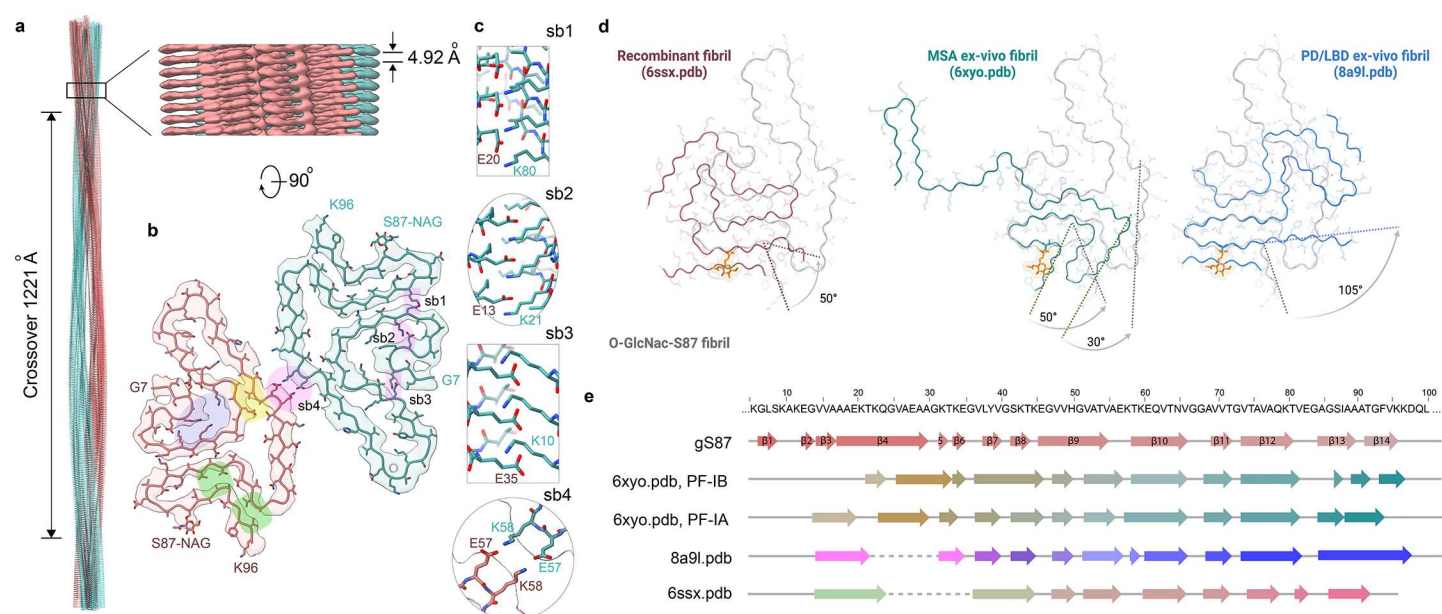 a
4.92 Å
Crossover 1221 Å
90°
b
K96
S87-NAG
sb1
sb2
G7
sb3
G7
sb4
S87-NAG
K96
c
sb1
E20
K80
sb2
E13
K21
sb3
K10
E35
sb4
K58
E57
E57
K58
d
Recombinant fibril
(6ssx.pdb)
MSA ex-vivo fibril
(6xyo.pdb)
PD/LBD ex-vivo fibril
(8a9l.pdb)
50°
50°
30°
105°
O-GlcNac-S87 fibril
e
10 20 30 40 50 60 70 80 90 100
...KGLSKAKEGVVAAAEKTKQGVAEAAGKTKEGVLYVGSKTKEGVVHGVATVAEKTKEQVTNVGGAVVTGVTAVAQKTVEGAGSIAAATGFVKKDQL ...
gS87
β1 β2 β3 β4 5 β6 β7 β8 β9 β10 β11 β12 β13 β14
6xyo.pdb, PF-IB
6xyo.pdb, PF-IA
8a9l.pdb
6ssx.pdb